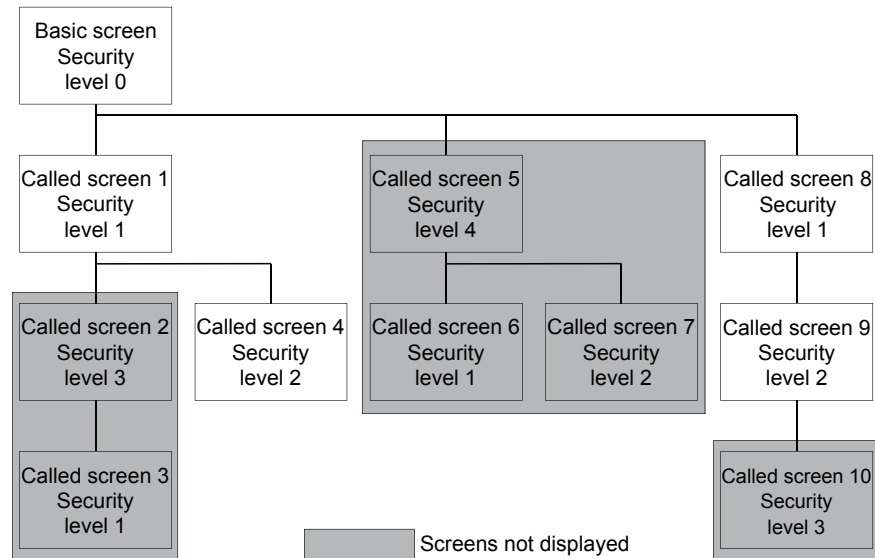 Basic screen
Security
level 0
Called screen 1
Security
level 1
Called screen 5
Security
level 4
Called screen 8
Security
level 1
Called screen 2
Security
level 3
Called screen 4
Security
level 2
Called screen 6
Security
level 1
Called screen 7
Security
level 2
Called screen 9
Security
level 2
Called screen 3
Security
level 1
Called screen 10
Security
level 3
Screens not displayed